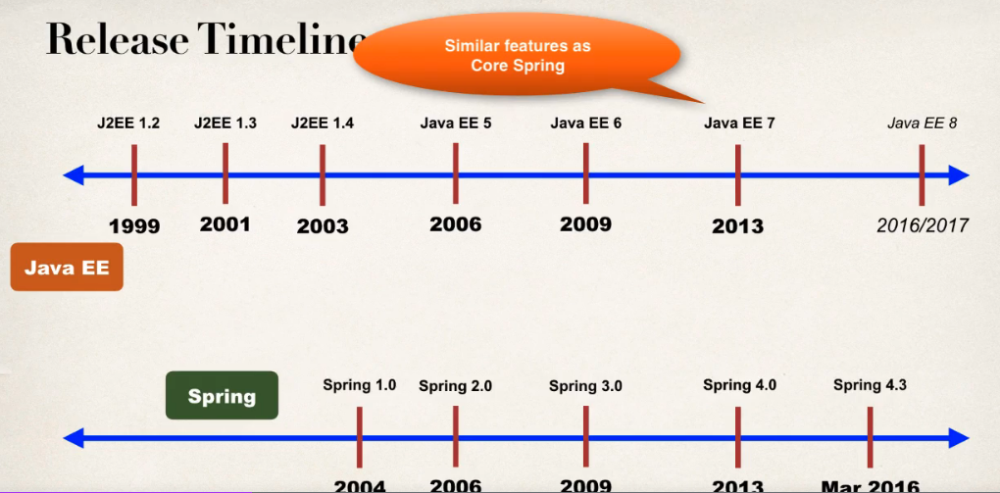 Release Timeline
Similar features as
Core Spring
J2EE 1.2 J2EE 1.3 J2EE 1.4 Java EE 5 Java EE 6 Java EE 7 Java EE 8
1999 2001 2003 2006 2009 2013 2016/2017
Java EE
Spring
Spring 1.0 Spring 2.0 Spring 3.0 Spring 4.0 Spring 4.3
2004 2006 2009 2013 Mar 2016